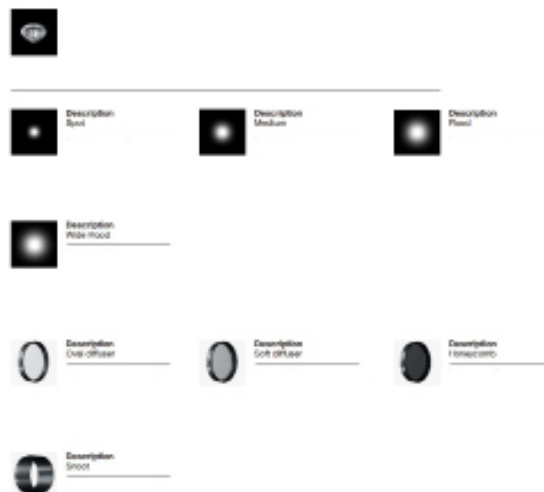 Description
Spot
Description
Medium
Description
Flood
Description
Wide Flood
Description
Oval diffuser
Description
Soft diffuser
Description
Honeycomb
Description
Snoot